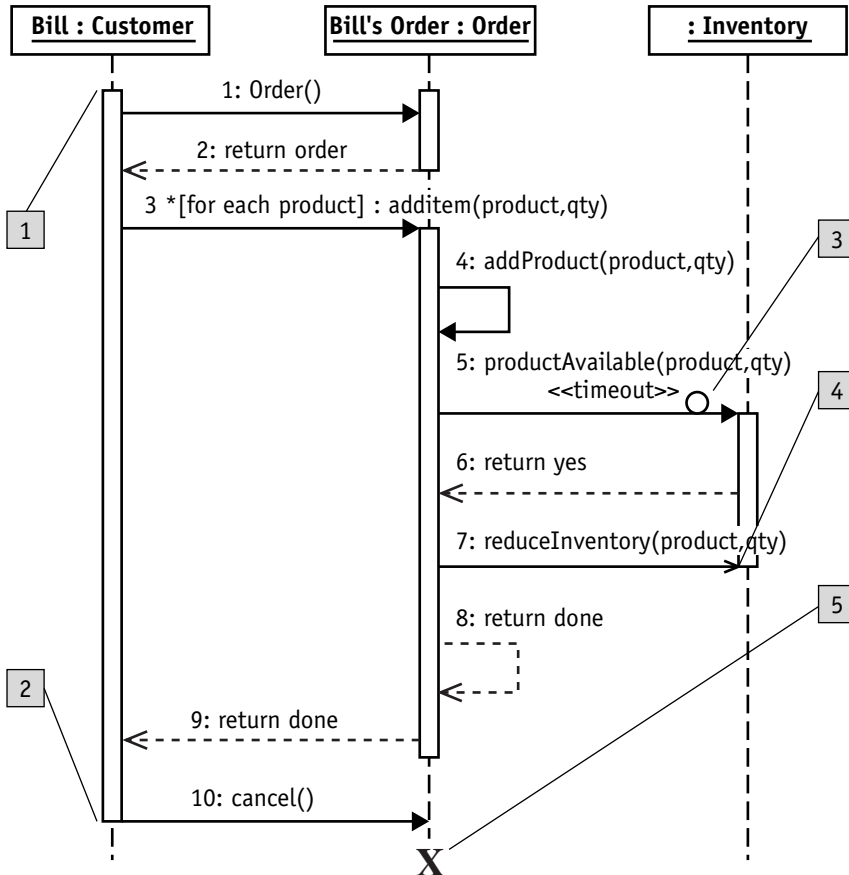 Bill : Customer
Bill's Order : Order
: Inventory
1: Order()
2: return order
3 *[for each product] : additem(product,qty)
1
3
4: addProduct(product,qty)
5: productAvailable(product,qty)
<<timeout>>
4
6: return yes
7: reduceInventory(product,qty)
8: return done
5
2
9: return done
10: cancel()
X